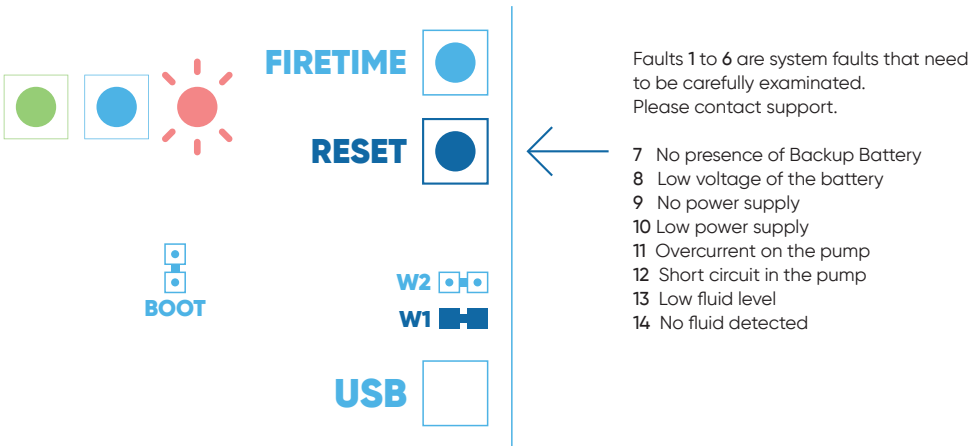 FIRETIME
RESET
BOOT
W2
W1
USB
Faults 1 to 6 are system faults that need
to be carefully examinated.
Please contact support.
7 No presence of Backup Battery
8 Low voltage of the battery
9 No power supply
10 Low power supply
11 Overcurrent on the pump
12 Short circuit in the pump
13 Low fluid level
14 No fluid detected